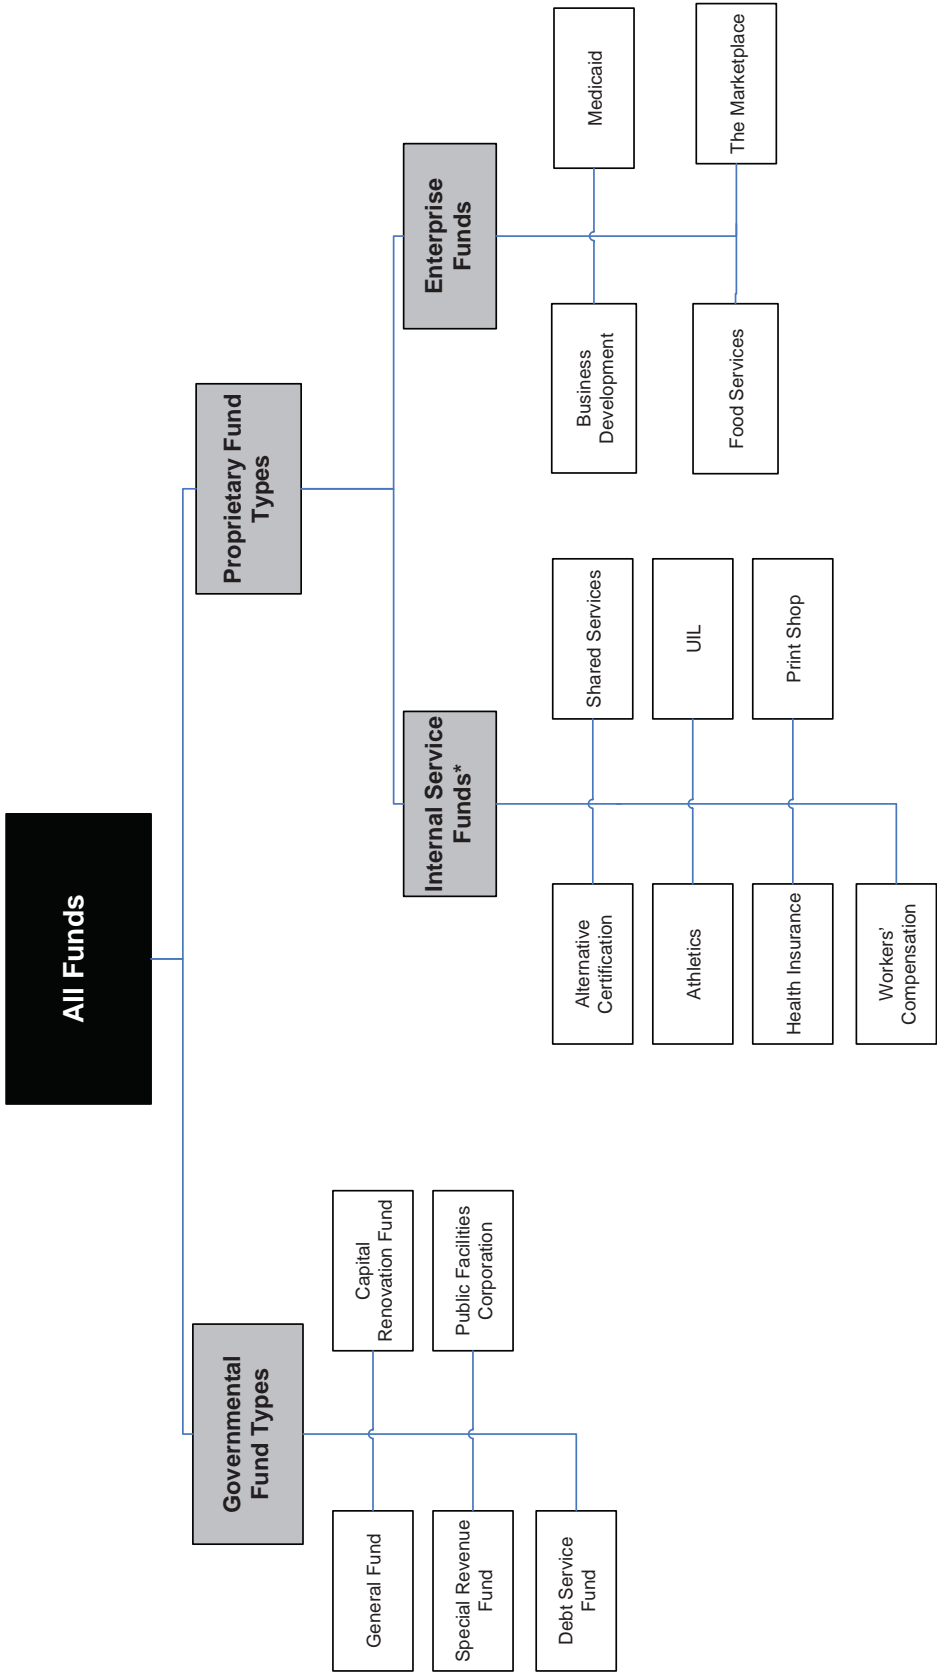 All Funds
Governmental
Fund Types
Proprietary Fund
Types
Internal Service
Funds*
Enterprise
Funds
General Fund
Capital
Renovation Fund
Special Revenue
Fund
Public Facilities
Corporation
Debt Service
Fund
Alternative
Certification
Shared Services
Athletics
UIL
Health Insurance
Print Shop
Workers’
Compensation
Business
Development
Medicaid
Food Services
The Marketplace